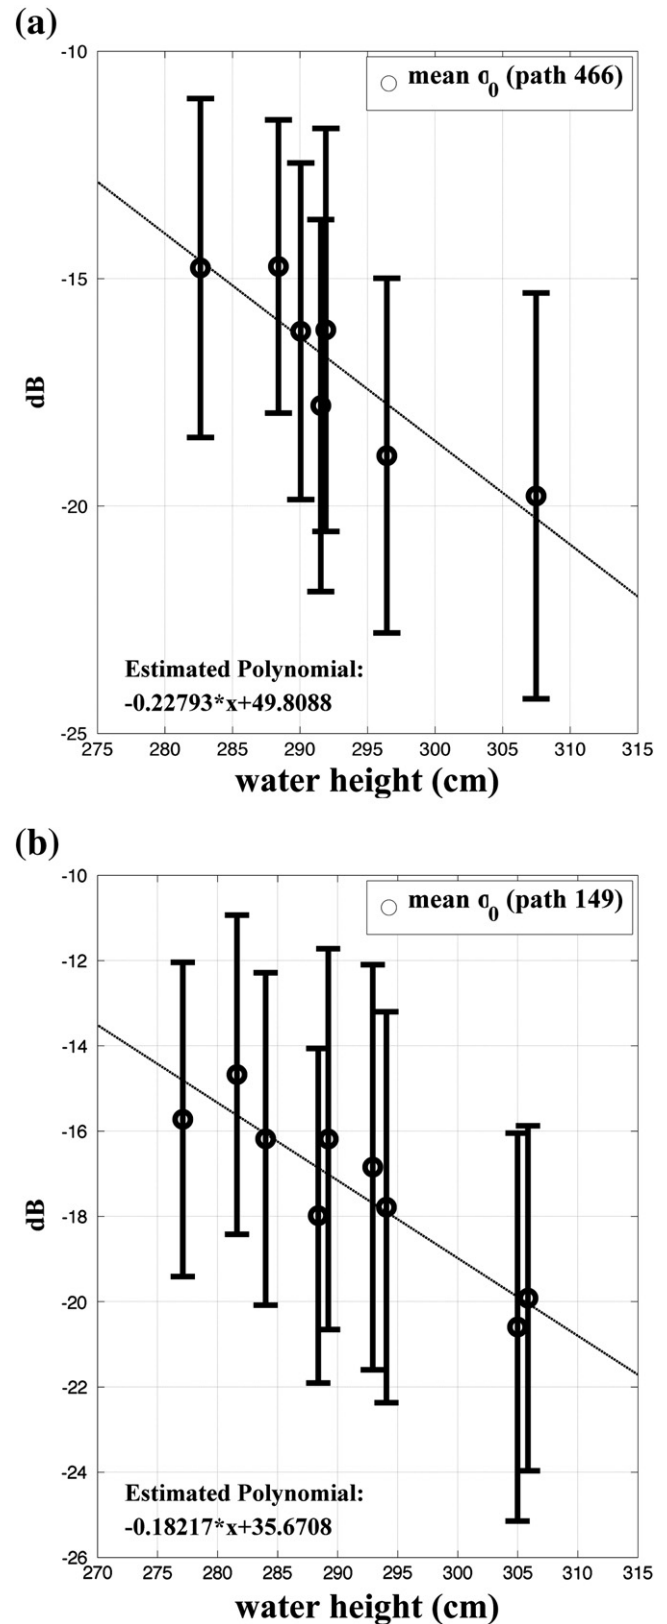 (a)
-10
mean σ0 (path 466)
-15
dB
-20
Estimated Polynomial:
-0.22793*x+49.8088
-25
275 280 285 290 295 300 305 310 315
water height (cm)
(b)
-10
mean σ0 (path 149)
-12
-14
-16
dB
-18
-20
-22
-24
Estimated Polynomial:
-0.18217*x+35.6708
-26
270 275 280 285 290 295 300 305 310 315
water height (cm)